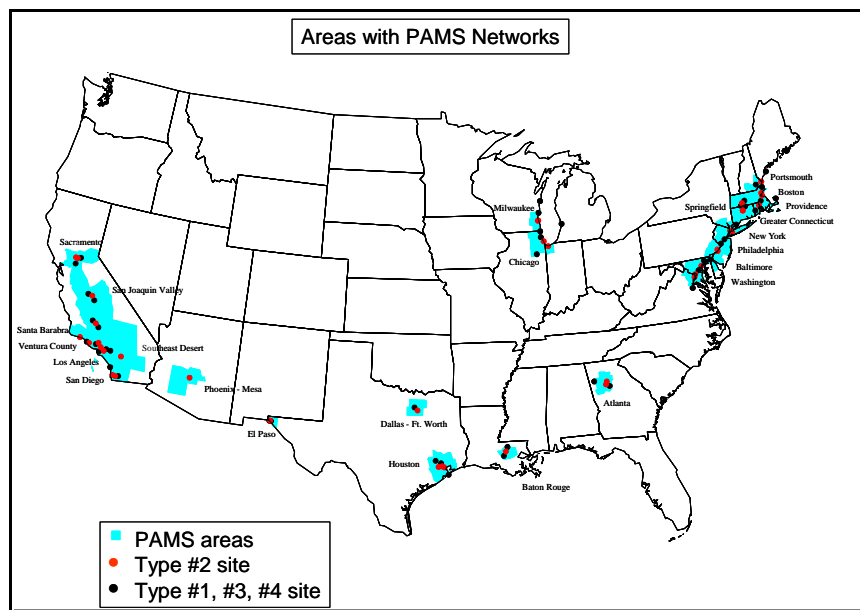 Areas with PAMS Networks
Portsmouth
Boston
Springfield
Providence
Greater Connecticut
New York
Philadelphia
Baltimore
Washington
Milwaukee
Chicago
Sacramento
San Joaquin Valley
Santa Barabra
Ventura County
Southeast Desert
Los Angeles
San Diego
Phoenix - Mesa
El Paso
Dallas - Ft. Worth
Atlanta
Houston
Baton Rouge
PAMS areas
Type #2 site
Type #1, #3, #4 site